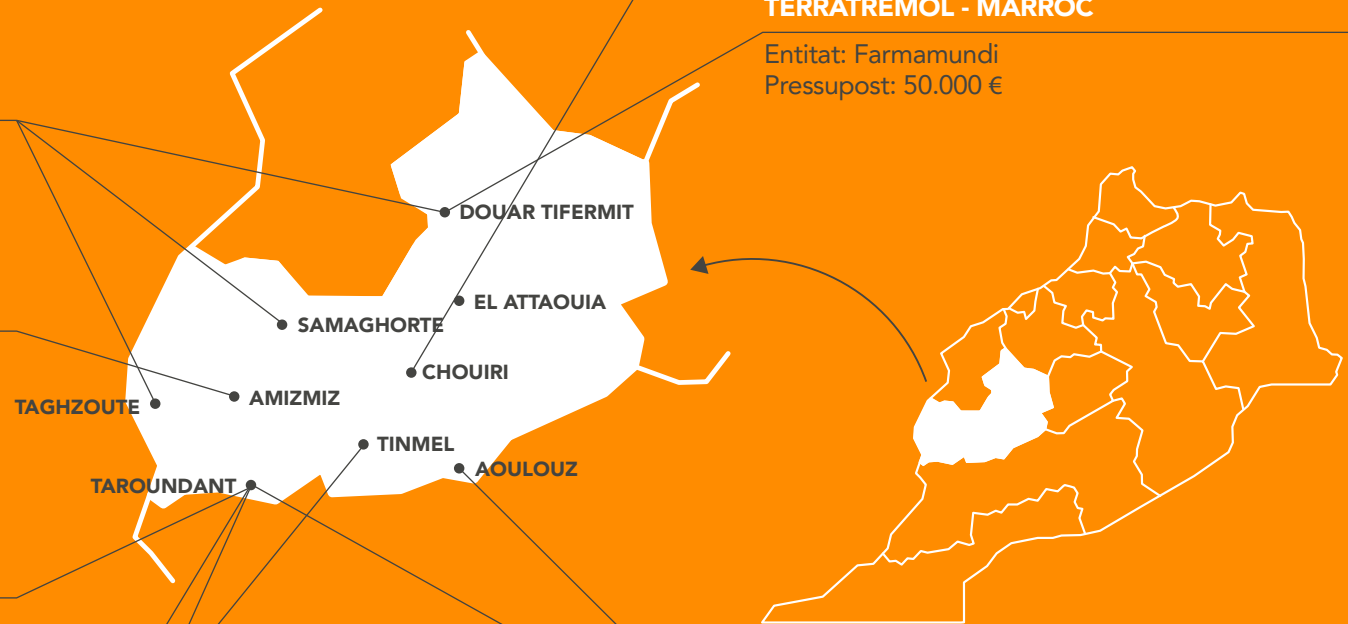 TERRATRÈMOL - MARROC
Entitat: Farmamundi
Pressupost: 50.000 €
DOUAR TIFERMIT
EL ATTAOUIA
SAMAGHORTE
CHOUIRI
AMIZMIZ
TAGHZOUTE
TINMEL
AOULOUZ
TAROUNDANT